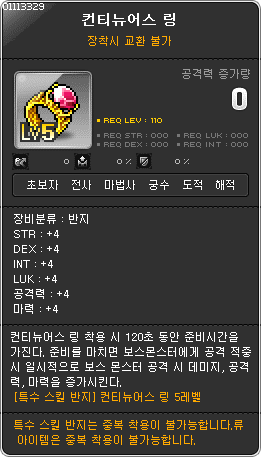 01113329
컨티뉴어스 링
장착시 교환 불가
공격력 증가량
0
LV.5
• REQ LEV : 110
• REQ STR : 000 • REQ LUK : 000
• REQ DEX : 000 • REQ INT : 000
0 0 % 0 %
초보자 전사 마법사 궁수 도적 해적
장비분류 : 반지
STR : +4
DEX : +4
INT : +4
LUK : +4
공격력 : +4
마력 : +4
컨티뉴어스 링 착용 시 120초 동안 준비시간을
가진다. 준비를 마치면 보스몬스터에게 공격 적중
시 일시적으로 보스 몬스터 공격 시 데미지, 공격
력, 마력을 증가시킨다.
[특수 스킬 반지] 컨티뉴어스 링 5레벨
특수 스킬 반지는 중복 착용이 불가능합니다.류
아이템은 중복 착용이 불가능합니다.